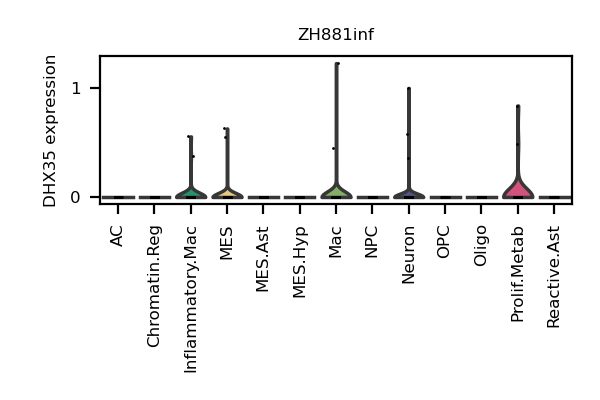 ZH881inf
DHX35 expression
1
0
AC
Chromatin.Reg
Inflammatory.Mac
MES
MES.Ast
MES.Hyp
Mac
NPC
Neuron
OPC
Oligo
Prolif.Metab
Reactive.Ast